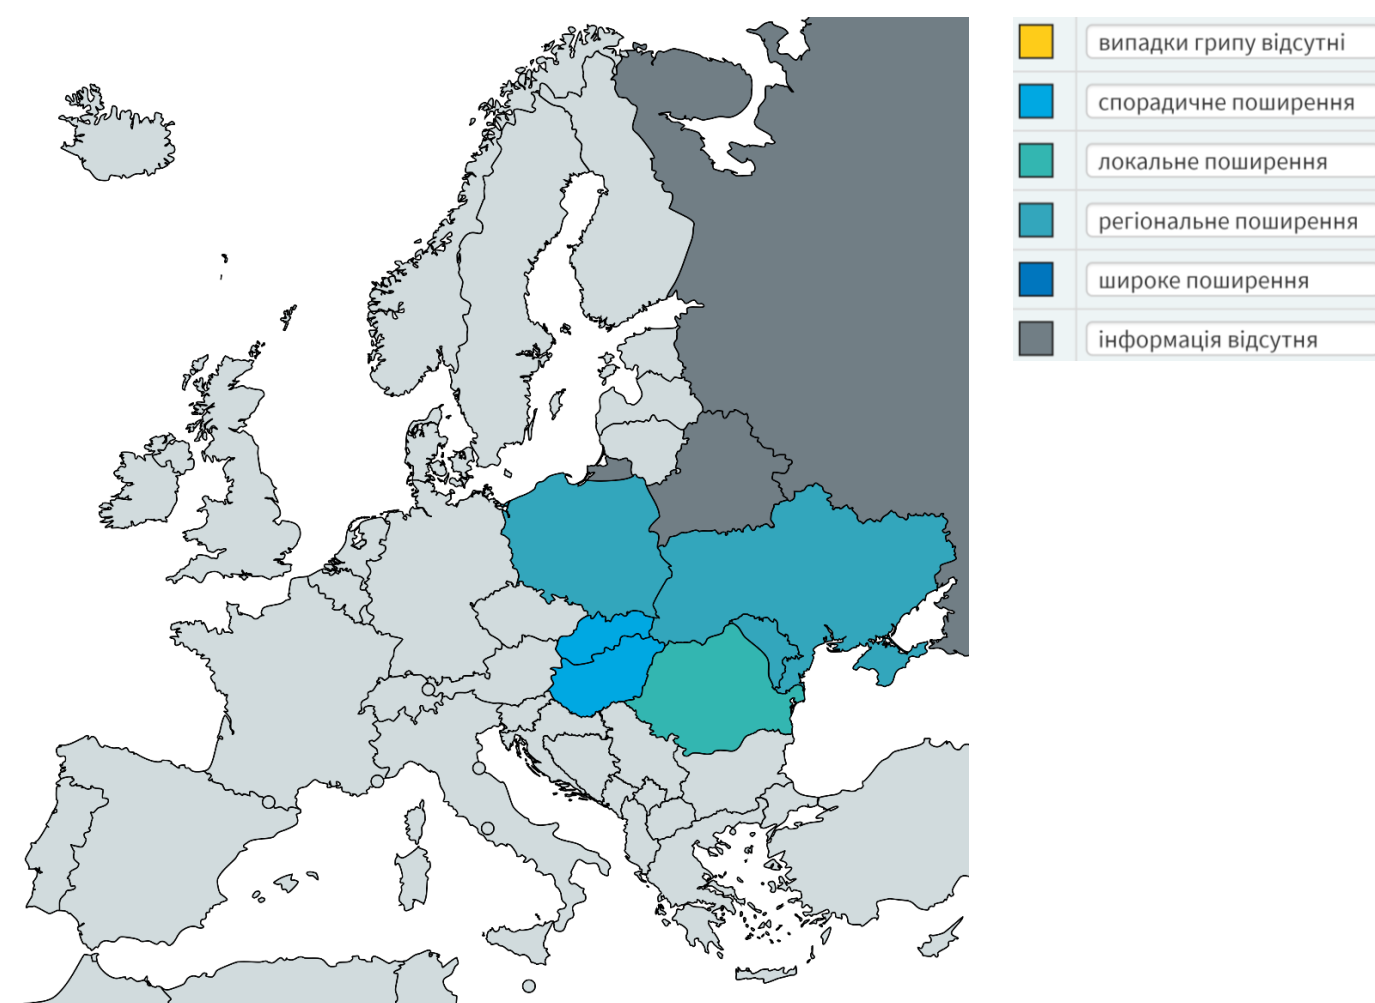 випадки грипу відсутні
спорадичне поширення
локальне поширення
регіональне поширення
широке поширення
інформація відсутня